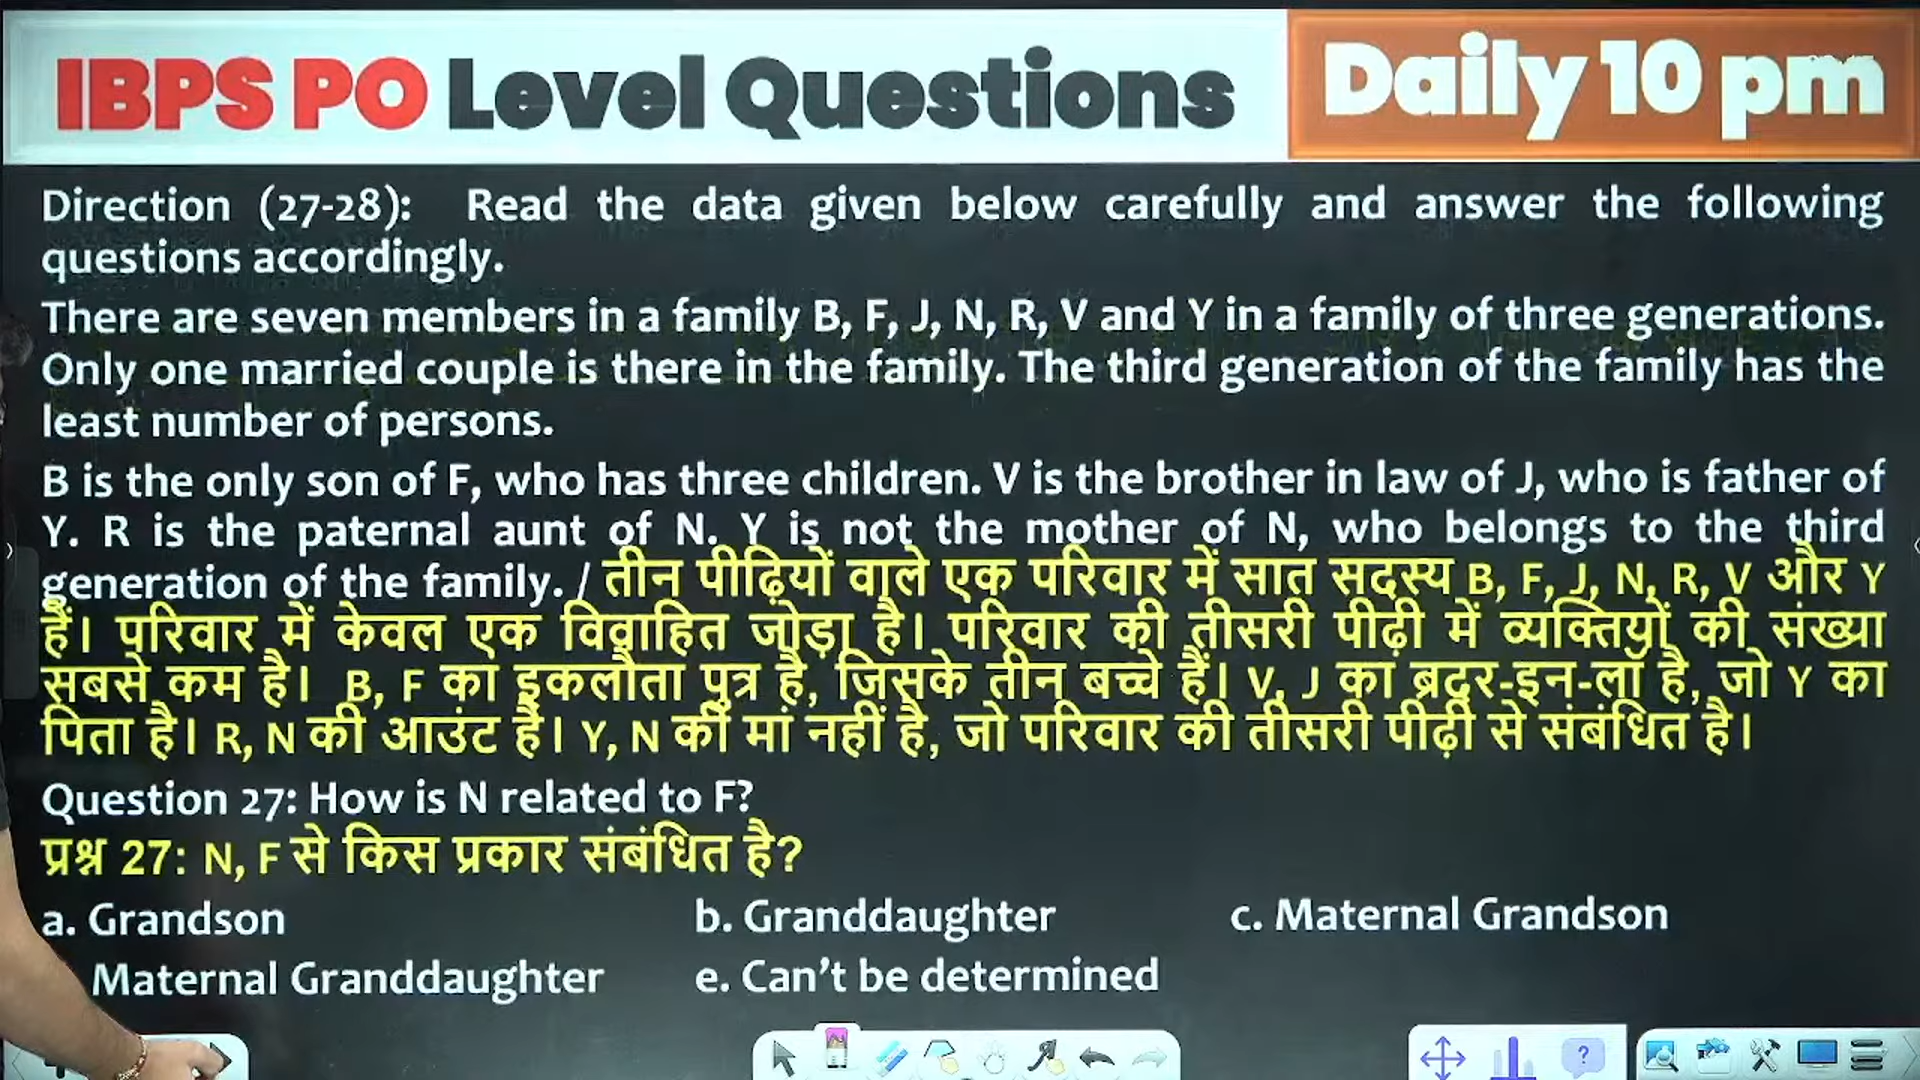 IBPS PO Level Questions
Daily 10 pm
Direction (27-28): Read the data given below carefully and answer the following
questions accordingly.
There are seven members in a family B, F, J, N, R, V and Y in a family of three generations.
Only one married couple is there in the family. The third generation of the family has the
least number of persons.
B is the only son of F, who has three children. V is the brother in law of J, who is father of
Y. R is the paternal aunt of N. Y is not the mother of N, who belongs to the third
generation of the family. / तीन पीढ़ियों वाले एक परिवार में सात सदस्य B, F, J, N, R, V और Y
हैं। परिवार में केवल एक विवाहित जोड़ा है। परिवार की तीसरी पीढ़ी में व्यक्तियों की संख्या
सबसे कम है। B, F का इकलौता पुत्र है, जिसके तीन बच्चे हैं। V, J का ब्रदर-इन-लॉ है, जो Y का
पिता है। R, N की आउंट है। Y, N की मां नहीं है, जो परिवार की तीसरी पीढ़ी से संबंधित है।
Question 27: How is N related to F?
प्रश्न 27: N, F से किस प्रकार संबंधित है?
a. Grandson b. Granddaughter c. Maternal Grandson
Maternal Granddaughter e. Can't be determined